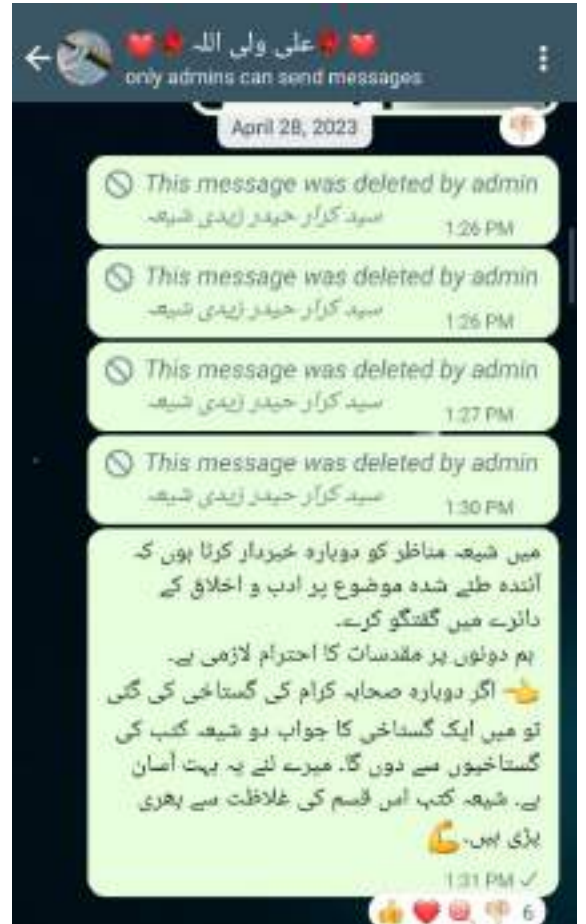 علی ولی اللہ
only admins can send messages
April 28, 2023
This message was deleted by admin
سید کرار حیدر زیدی شیعہ
1:26 PM
This message was deleted by admin
سید کرار حیدر زیدی شیعہ
1:26 PM
This message was deleted by admin
سید کرار حیدر زیدی شیعہ
1:27 PM
This message was deleted by admin
سید کرار حیدر زیدی شیعہ
1:30 PM
میں شیعہ مناظر کو دوبارہ خبردار کرتا ہوں کہ
آئندہ طئے شدہ موضوع پر ادب و اخلاق کے
دائرے میں گفتگو کرے۔
ہم دونوں پر مقدسات کا احترام لازمی ہے۔
👈 اگر دوبارہ صحابہ کرام کی گستاخی کی گئی
تو میں ایک گستاخی کا جواب دو شیعہ کتب کی
گستاخیوں سے دوں گا۔ میرے لئے یہ بہت آسان
ہے۔ شیعہ کتب اس قسم کی غلاظت سے بھری
پڑی ہیں۔💪
1:31 PM
6